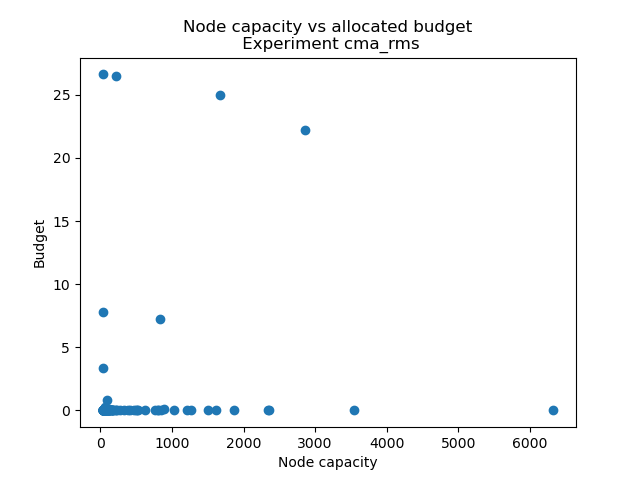 Node capacity vs allocated budget
Experiment cma_rms
25
20
15
10
5
0
Budget
0 1000 2000 3000 4000 5000 6000
Node capacity